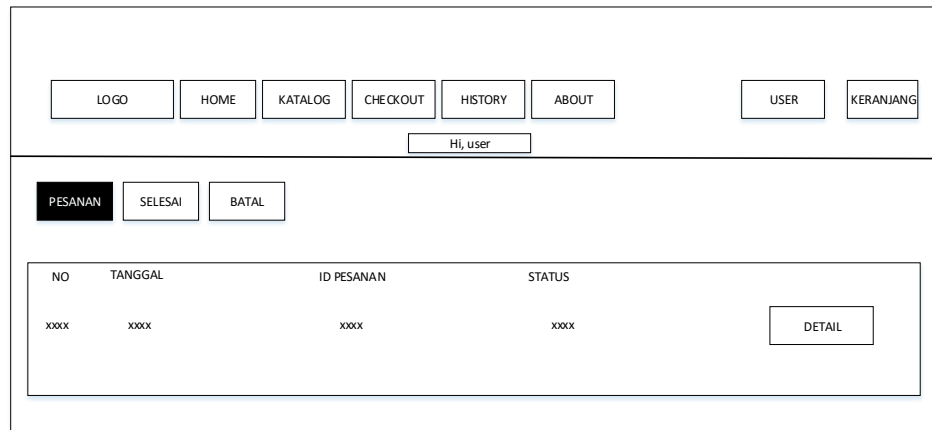 LOGO HOME KATALOG CHECKOUT HISTORY ABOUT USER KERANJANG
Hi, user
PESANAN SELESAI BATAL
NO TANGGAL ID PESANAN STATUS
xxxx xxxx xxxx xxxx DETAIL